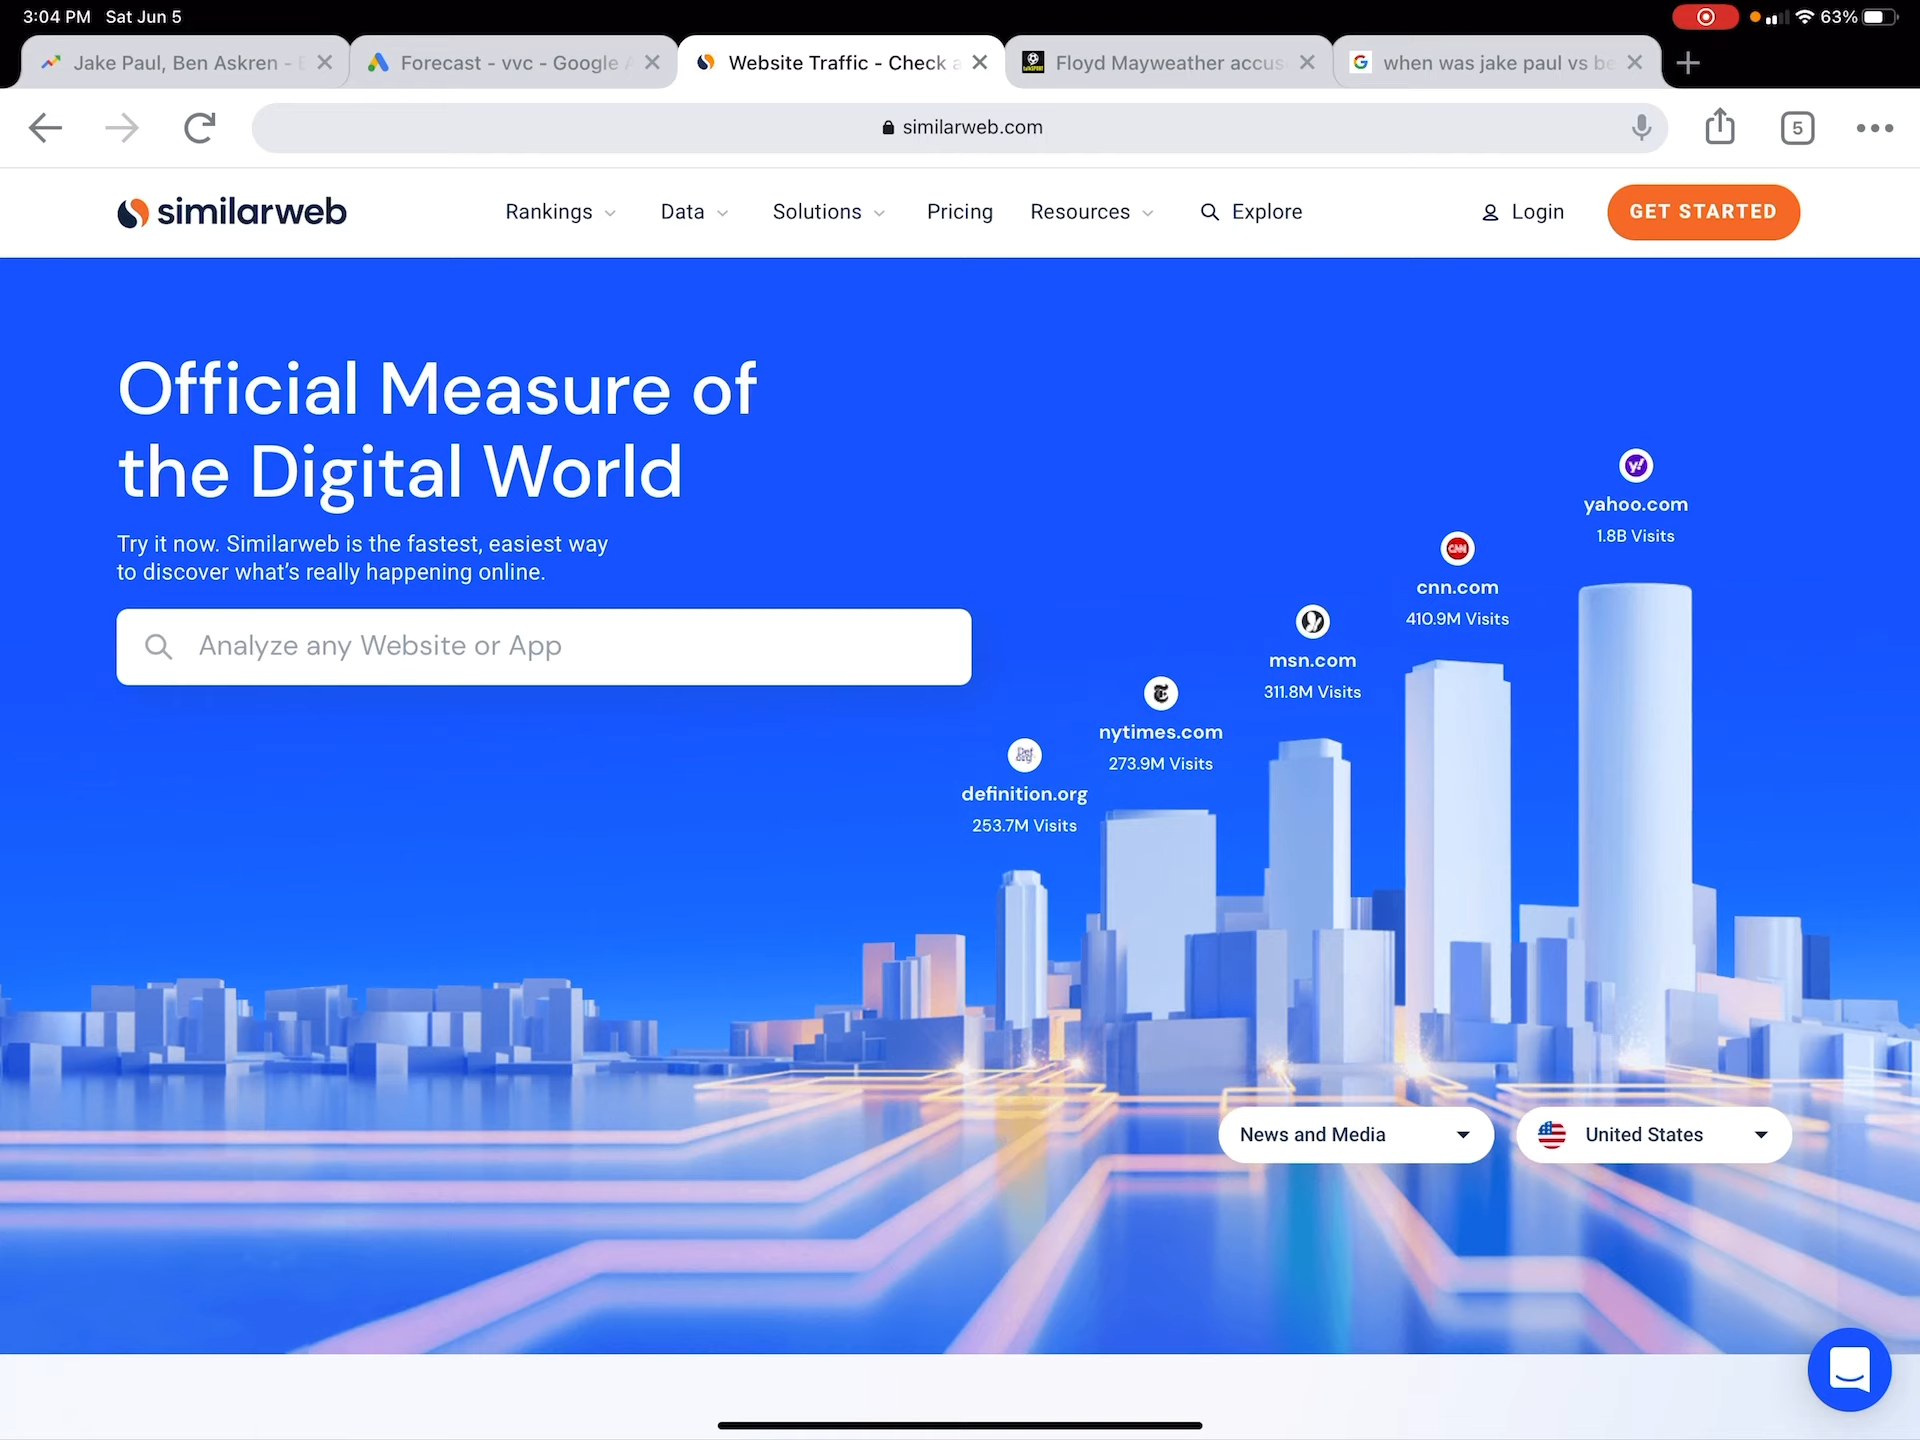 3:04 PM Sat Jun 5
63%
Jake Paul, Ben Askren -
Forecast - vvc - Google
Website Traffic - Check
Floyd Mayweather accus
when was jake paul vs be
similarweb.com
5
similarweb
Rankings
Data
Solutions
Pricing
Resources
Explore
Login
GET STARTED
Official Measure of
the Digital World
Try it now. Similarweb is the fastest, easiest way
to discover what's really happening online.
Analyze any Website or App
definition.org
253.7M Visits
nytimes.com
273.9M Visits
msn.com
311.8M Visits
CNN
cnn.com
410.9M Visits
y!
yahoo.com
1.8B Visits
News and Media
United States